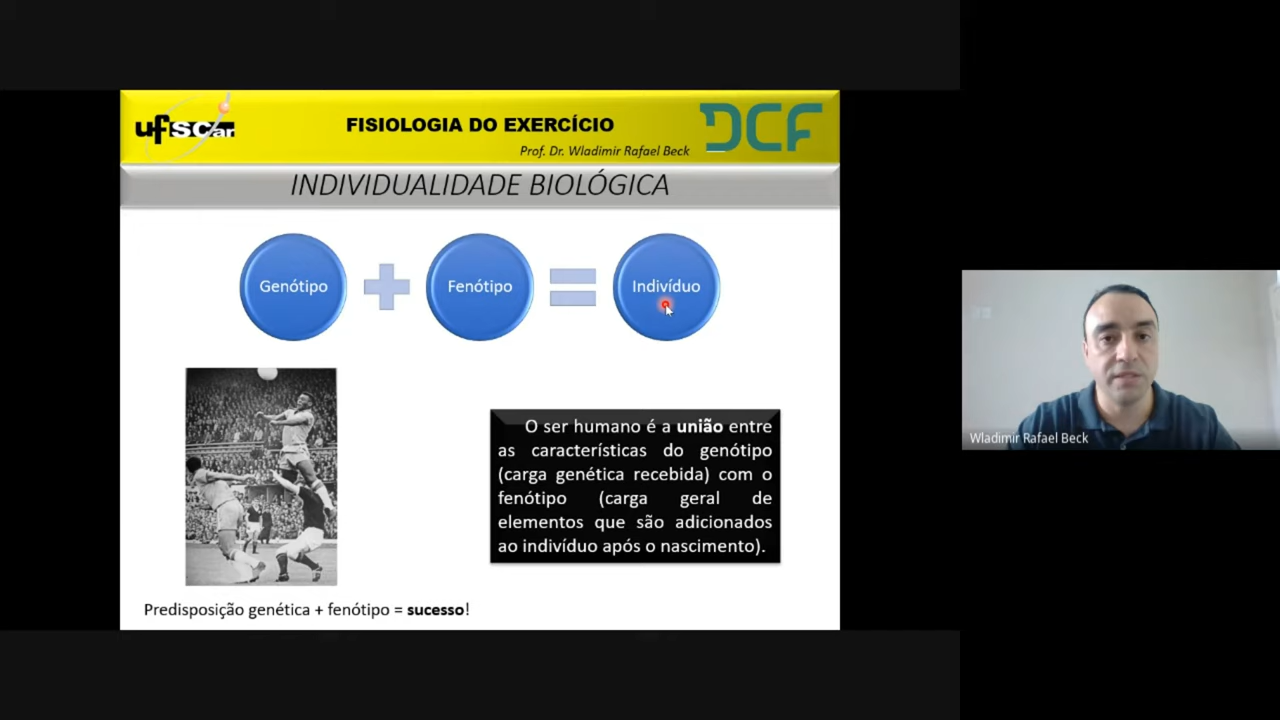 ufscar
FISIOLOGIA DO EXERCÍCIO
Prof. Dr. Wladimir Rafael Beck
DCF
INDIVIDUALIDADE BIOLÓGICA
Genótipo
Fenótipo
Indivíduo
O ser humano é a união entre
as características do genótipo
(carga genética recebida) com o
fenótipo (carga geral de
elementos que são adicionados
ao indivíduo após o nascimento).
Predisposição genética + fenótipo = sucesso!
Wladimir Rafael Beck